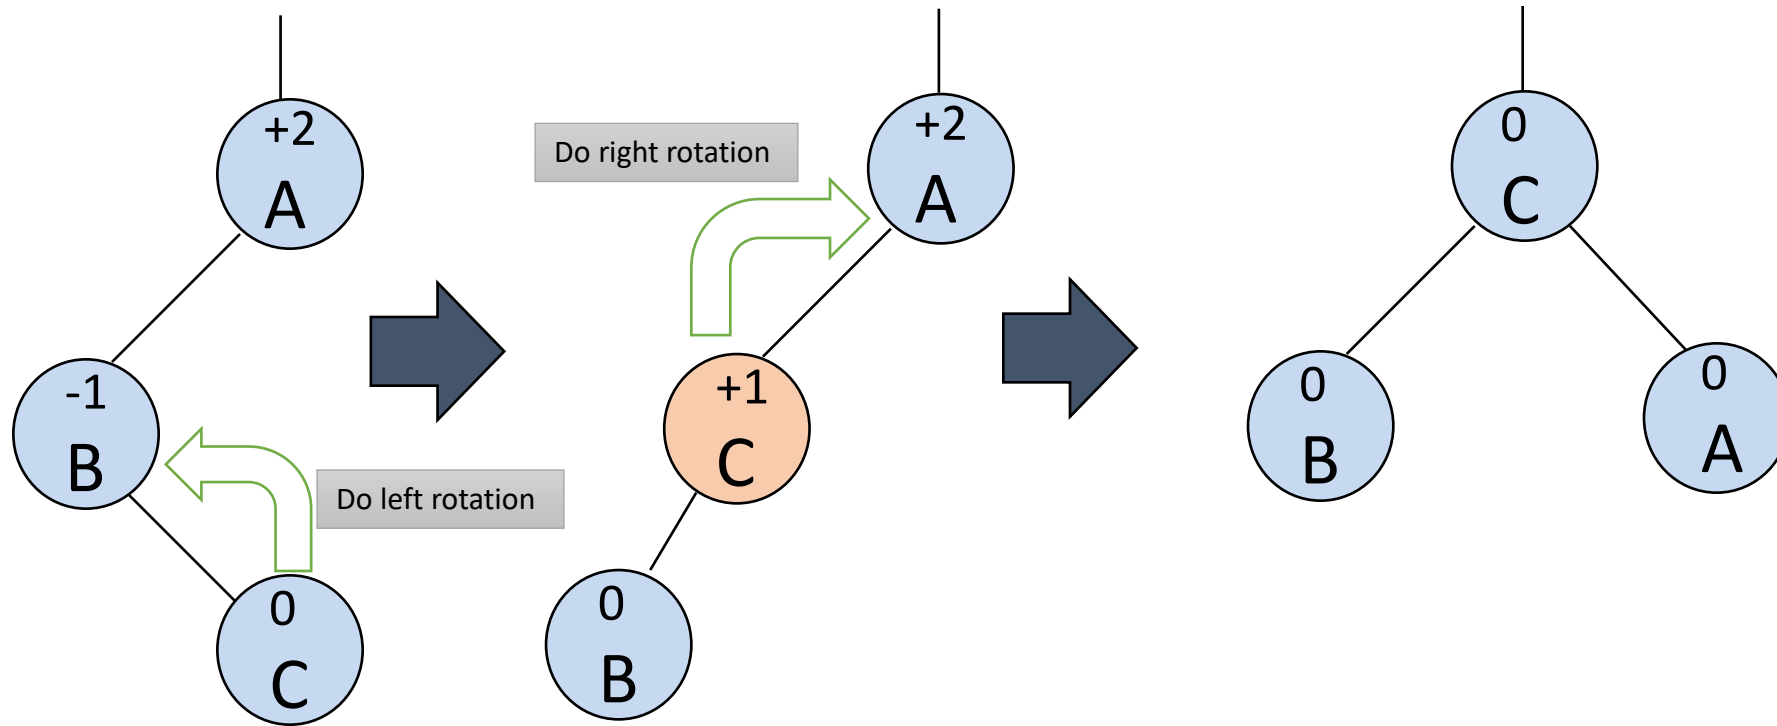 +2
A
-1
B
Do left rotation
0
C
Do right rotation
+2
A
+1
C
0
B
0
C
0
B
0
A